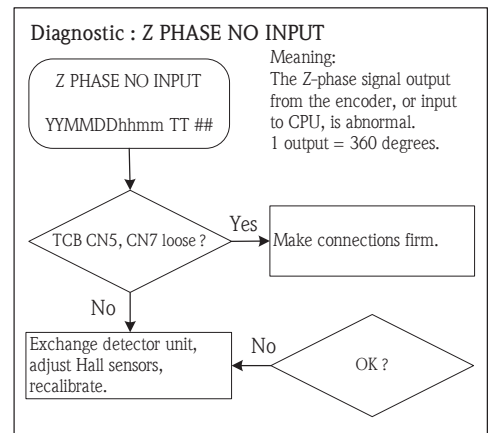 Diagnostic : Z PHASE NO INPUT
Z PHASE NO INPUT
YYMMDDhhmm TT ##
Meaning:
The Z-phase signal output
from the encoder, or input
to CPU, is abnormal.
1 output = 360 degrees.
TCB CN5, CN7 loose ?
Yes
Make connections firm.
No
Exchange detector unit,
adjust Hall sensors,
recalibrate.
No
OK ?